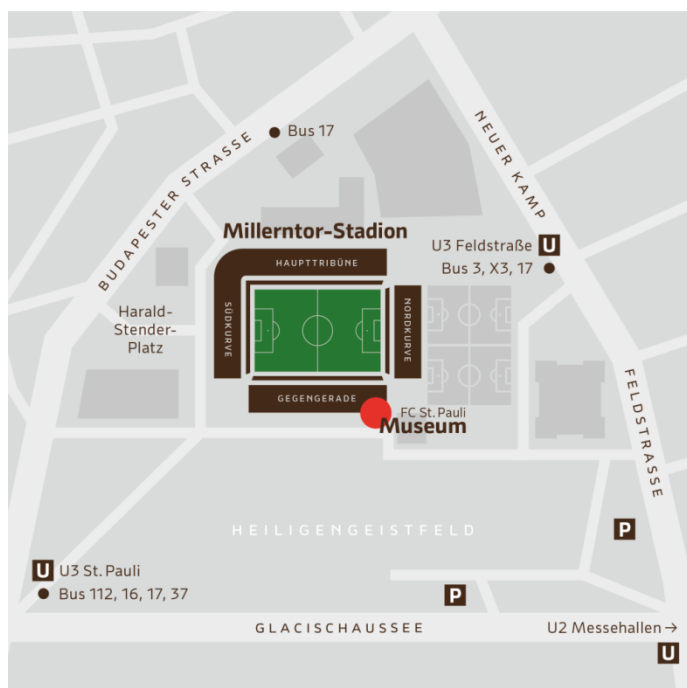 Bus 17
BUDAPESTER STRASSE
NEUER KAMP
Millerntor-Stadion
U3 Feldstraße U
Bus 3, X3, 17
HAUPTTRIBÜNE
SÜDKURVE
NORDKURVE
Harald-
Stender-
Platz
GEGENGERADE
FC St. Pauli
Museum
FELDSTRASSE
HEILIGENGEISTFELD
P
U U3 St. Pauli
Bus 112, 16, 17, 37
P
GLACISCHAUSSEE
U2 Messehallen →
U